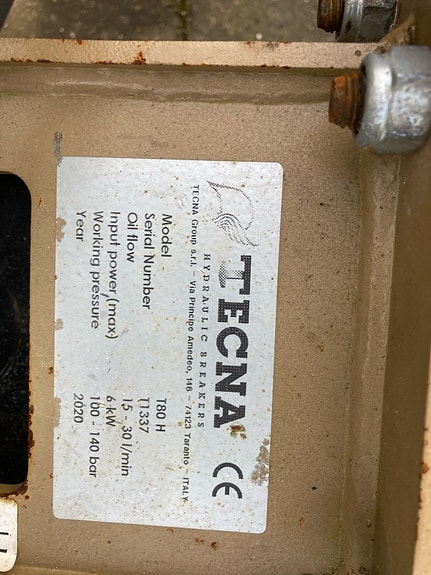 TECNA CE
HYDRAULIC BREAKERS
TECNA Group s.r.l. - Via Principe Amedeo, 146 - 74123 Taranto - ITALY
Model T80 H
Serial Number T1337
Oil flow 15 - 30 l/min
Input power (max) 6 kW
Working pressure 100 - 140 bar
Year 2020